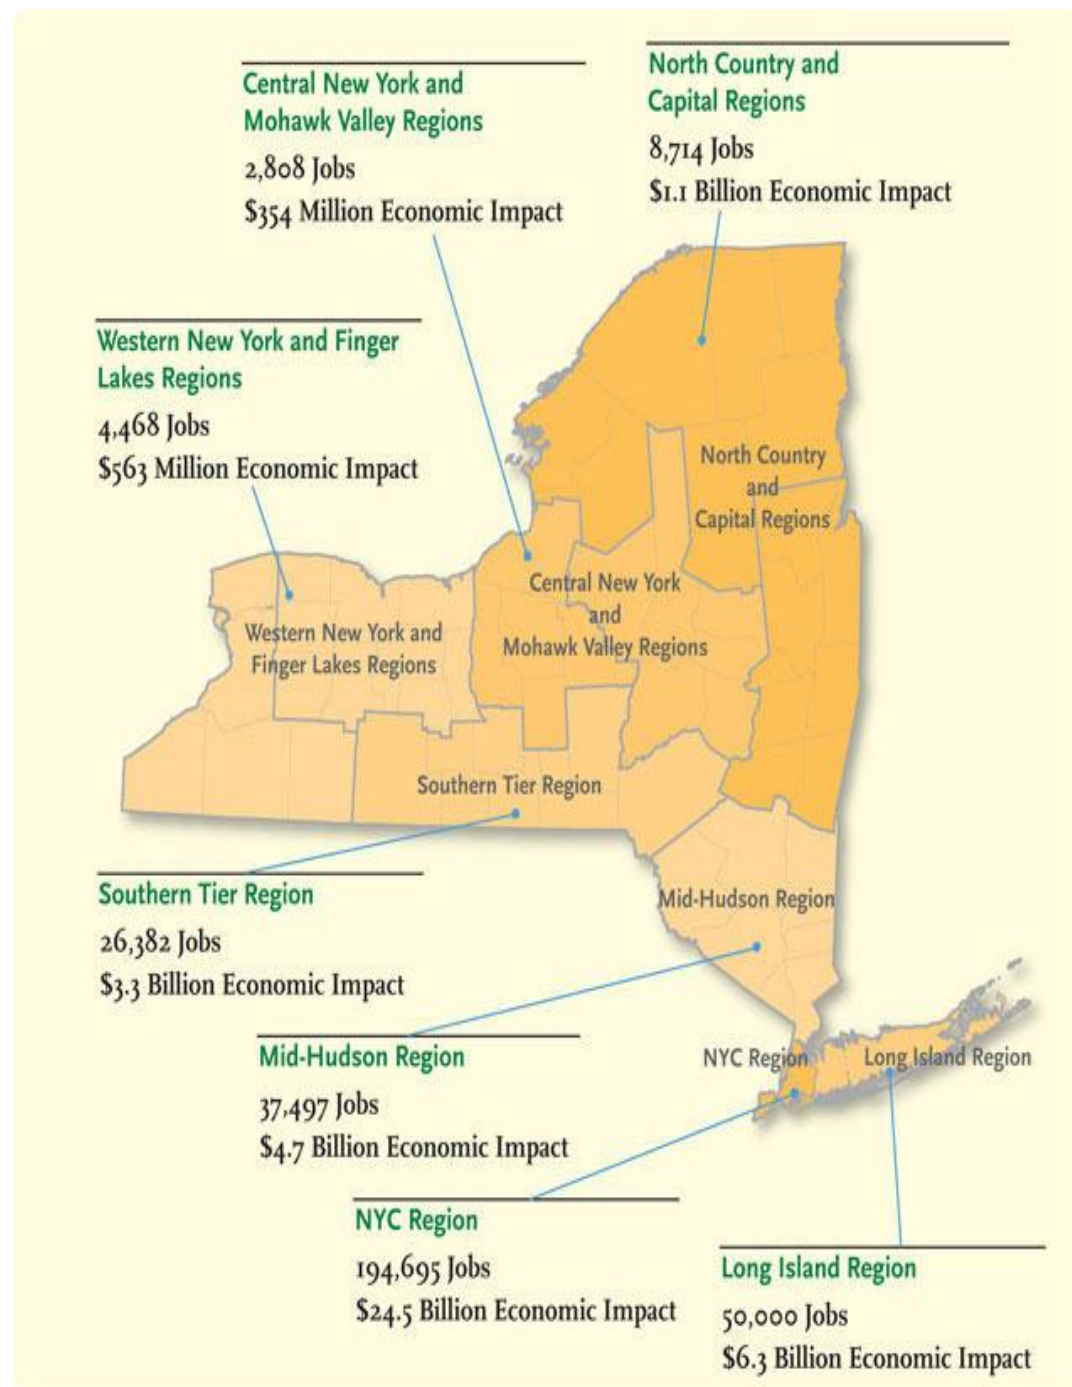 Central New York and
Mohawk Valley Regions
2,808 Jobs
$354 Million Economic Impact
North Country and
Capital Regions
8,714 Jobs
$1.1 Billion Economic Impact
Western New York and Finger
Lakes Regions
4,468 Jobs
$563 Million Economic Impact
North Country
and
Capital Regions
Central New York
and
Mohawk Valley Regions
Western New York and
Finger Lakes Regions
Southern Tier Region
Southern Tier Region
26,382 Jobs
$3.3 Billion Economic Impact
Mid-Hudson Region
Mid-Hudson Region
37,497 Jobs
$4.7 Billion Economic Impact
NYC Region
Long Island Region
NYC Region
194,695 Jobs
$24.5 Billion Economic Impact
Long Island Region
50,000 Jobs
$6.3 Billion Economic Impact